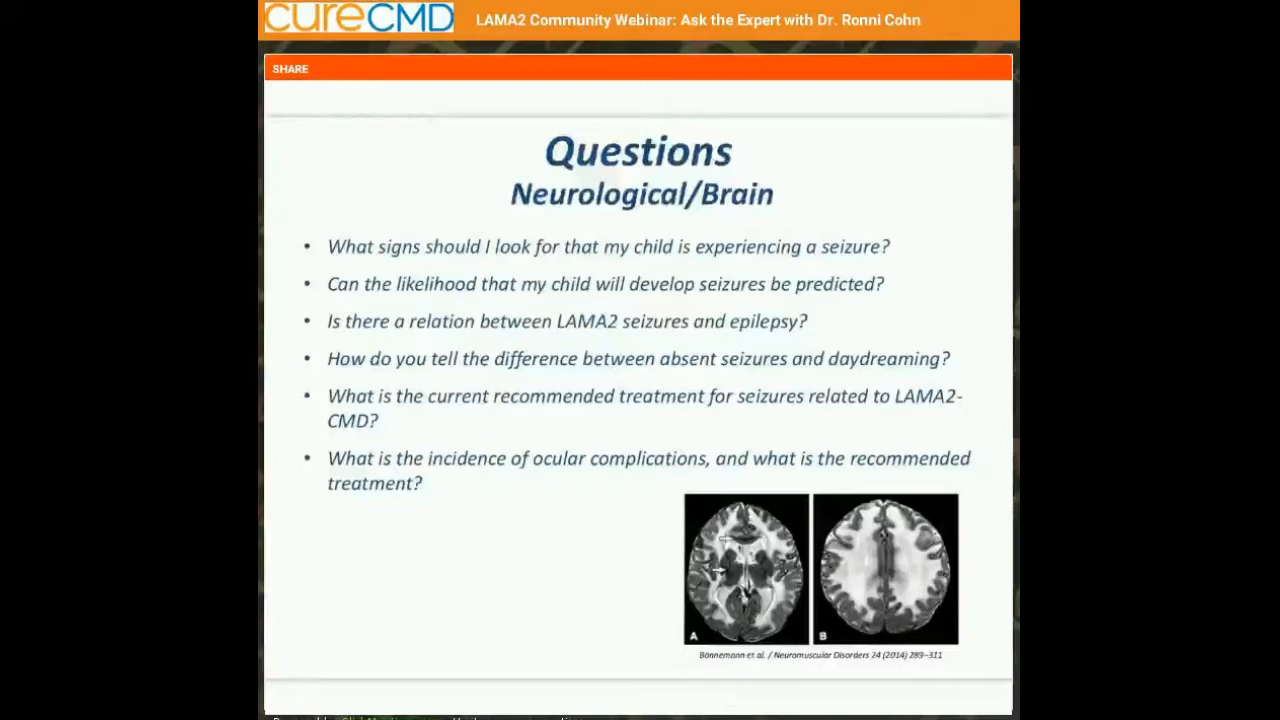 cureCMD LAMA2 Community Webinar: Ask the Expert with Dr. Ronni Cohn
SHARE
Questions
Neurological/Brain
• What signs should I look for that my child is experiencing a seizure?
• Can the likelihood that my child will develop seizures be predicted?
• Is there a relation between LAMA2 seizures and epilepsy?
• How do you tell the difference between absent seizures and daydreaming?
• What is the current recommended treatment for seizures related to LAMA2-
CMD?
• What is the incidence of ocular complications, and what is the recommended
treatment?
A B
Bönnemann et al. / Neuromuscular Disorders 24 (2014) 289–311